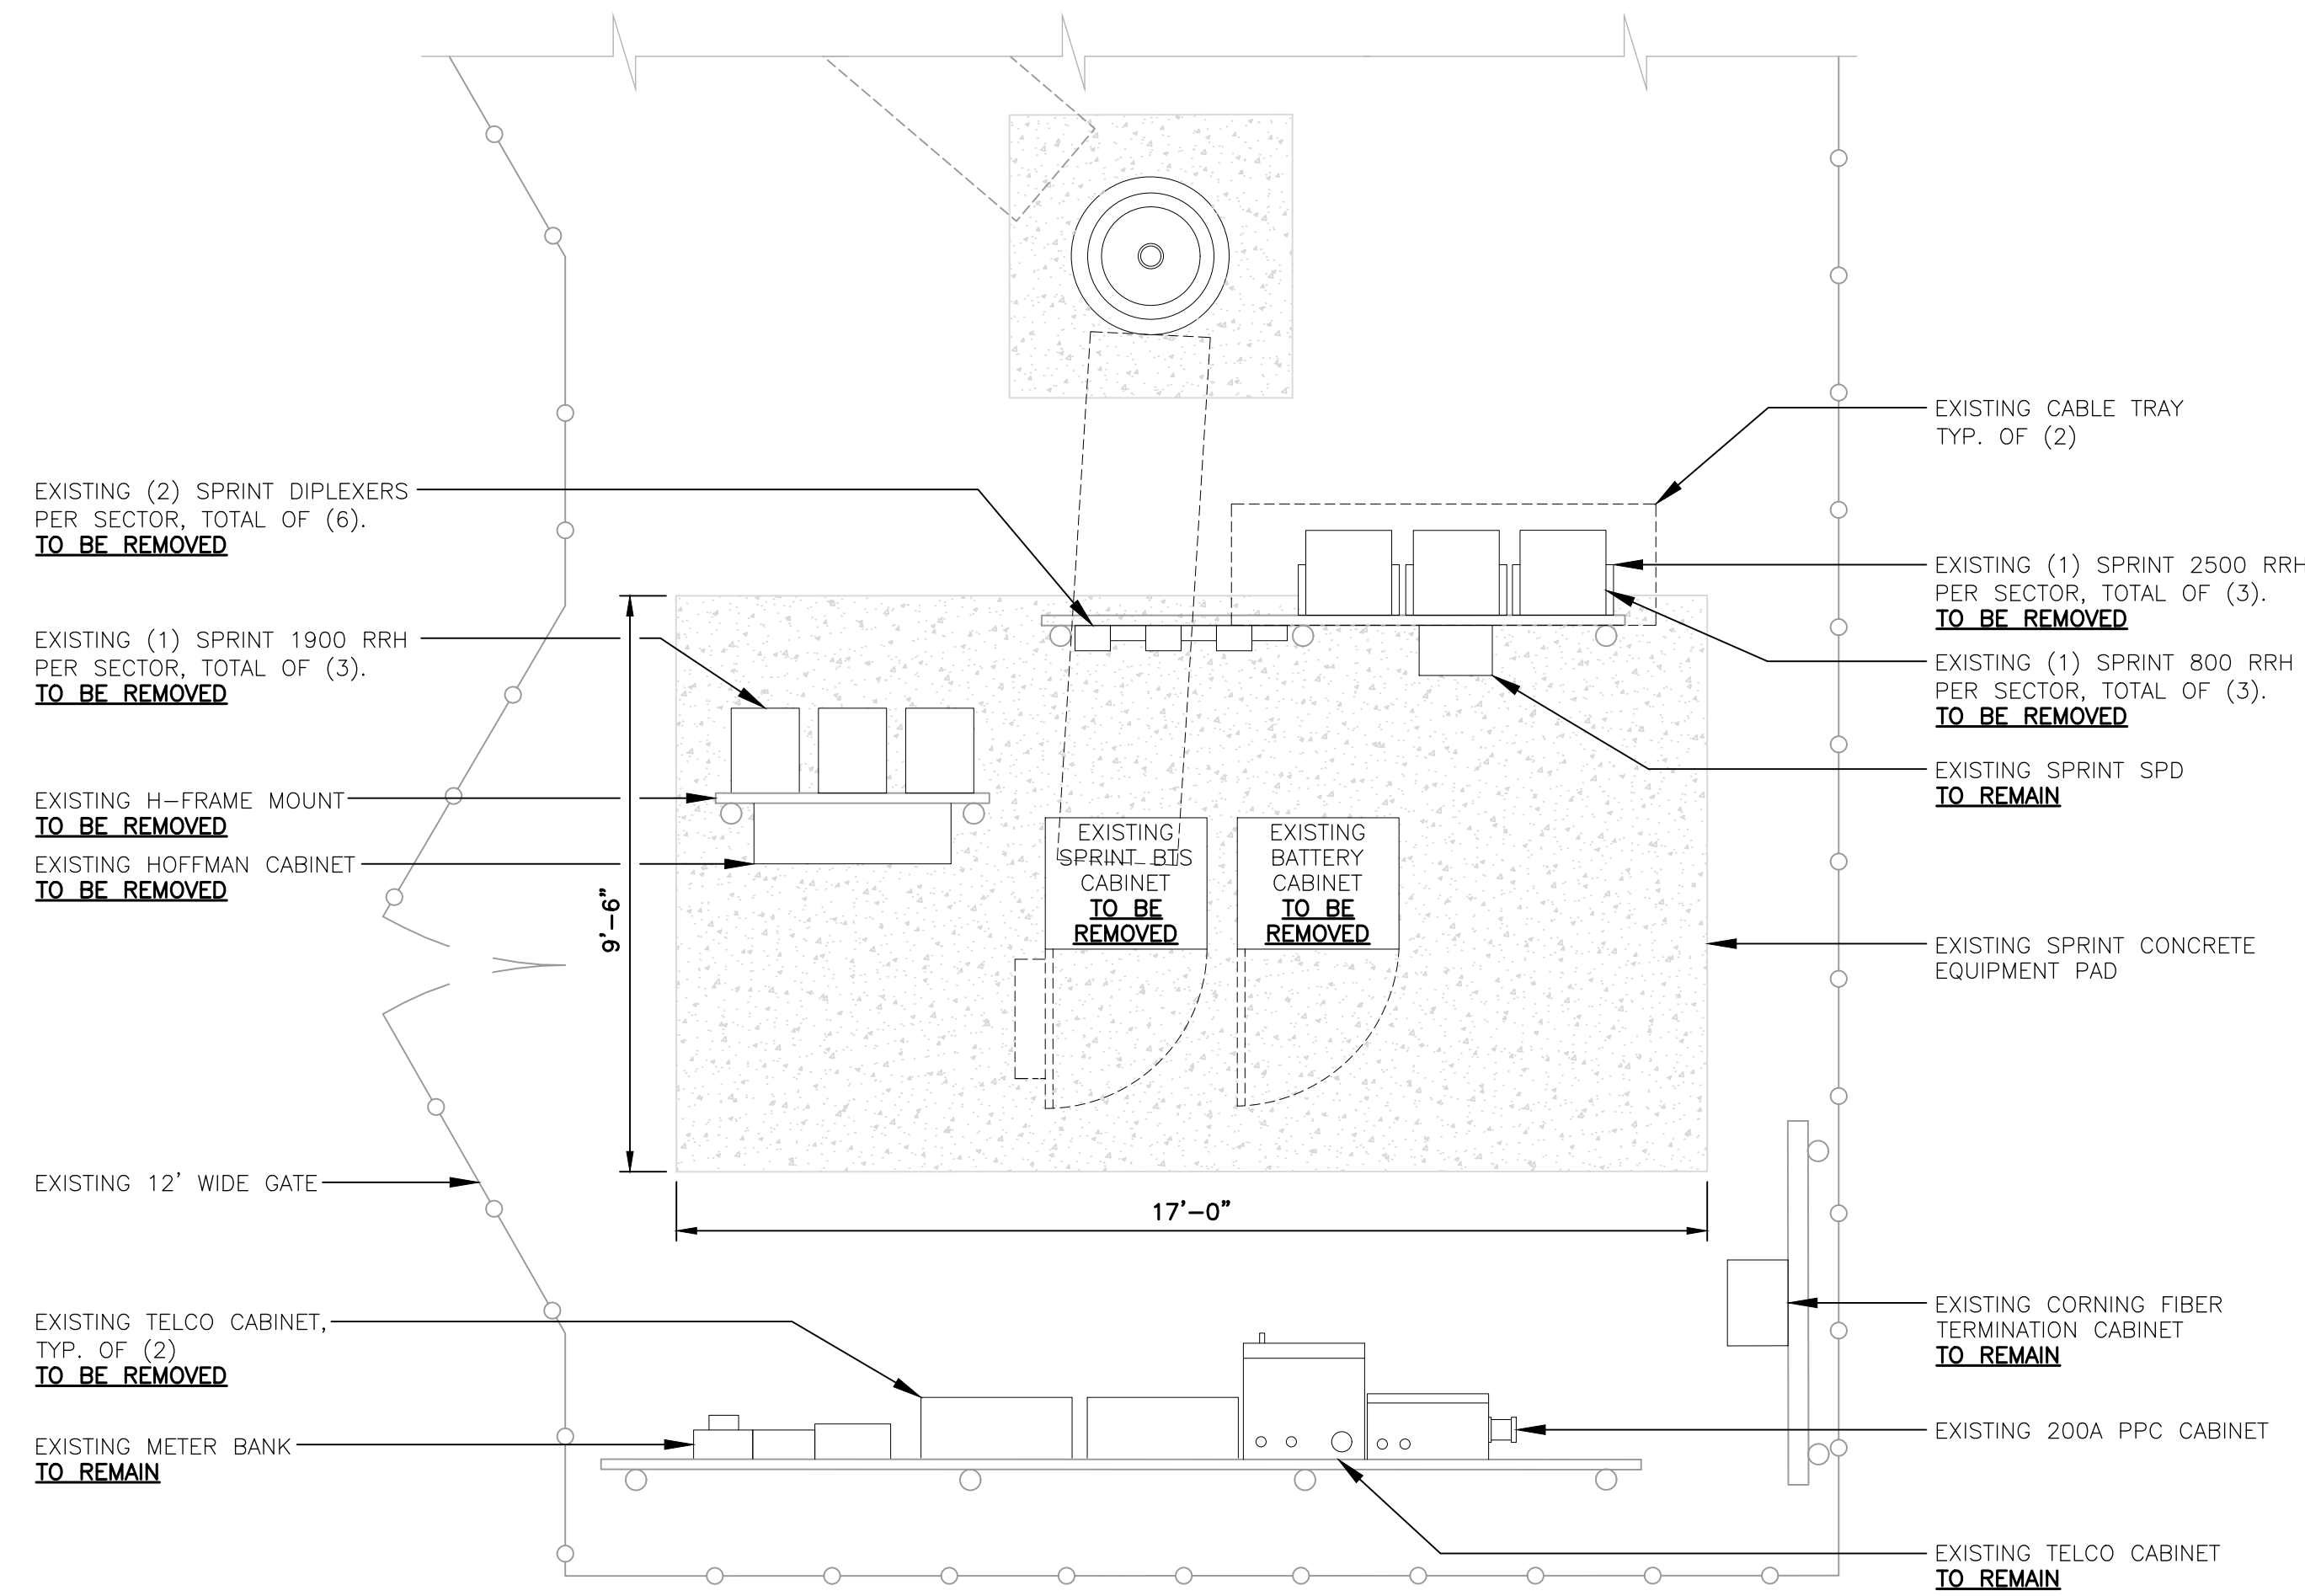 EXISTING (2) SPRINT DIPLEXERS
PER SECTOR, TOTAL OF (6).
TO BE REMOVED
EXISTING (1) SPRINT 1900 RRH
PER SECTOR, TOTAL OF (3).
TO BE REMOVED
EXISTING H-FRAME MOUNT
TO BE REMOVED
EXISTING HOFFMAN CABINET
TO BE REMOVED
EXISTING 12' WIDE GATE
EXISTING TELCO CABINET,
TYP. OF (2)
TO BE REMOVED
EXISTING METER BANK
TO REMAIN
9'-6"
17'-0"
EXISTING
SPRINT BTS
CABINET
TO BE
REMOVED
EXISTING
BATTERY
CABINET
TO BE
REMOVED
EXISTING CABLE TRAY
TYP. OF (2)
EXISTING (1) SPRINT 2500 RRH
PER SECTOR, TOTAL OF (3).
TO BE REMOVED
EXISTING (1) SPRINT 800 RRH
PER SECTOR, TOTAL OF (3).
TO BE REMOVED
EXISTING SPRINT SPD
TO REMAIN
EXISTING SPRINT CONCRETE
EQUIPMENT PAD
EXISTING CORNING FIBER
TERMINATION CABINET
TO REMAIN
EXISTING 200A PPC CABINET
EXISTING TELCO CABINET
TO REMAIN